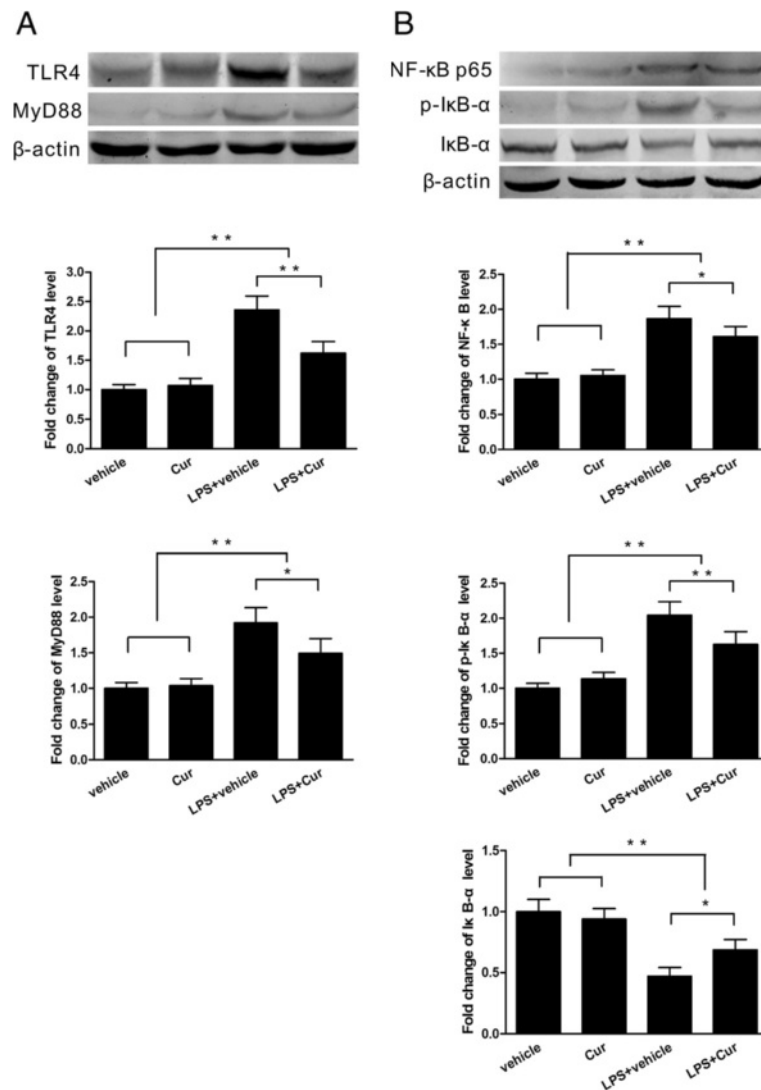 A
TLR4
MyD88
β-actin
* *
* *
Fold change of TLR4 level
3.0
2.5
2.0
1.5
1.0
0.5
0.0
vehicle
Cur
LPS+vehicle
LPS+Cur
* *
*
Fold change of MyD88 level
2.5
2.0
1.5
1.0
0.5
0.0
vehicle
Cur
LPS+vehicle
LPS+Cur
B
NF-κB p65
p-IκB-α
IκB-α
β-actin
* *
*
Fold change of NF-κ B level
2.5
2.0
1.5
1.0
0.5
0.0
vehicle
Cur
LPS+vehicle
LPS+Cur
* *
* *
Fold change of p-Iκ B-α level
2.5
2.0
1.5
1.0
0.5
0.0
vehicle
Cur
LPS+vehicle
LPS+Cur
* *
*
Fold change of Iκ B-α level
1.5
1.0
0.5
0.0
vehicle
Cur
LPS+vehicle
LPS+Cur